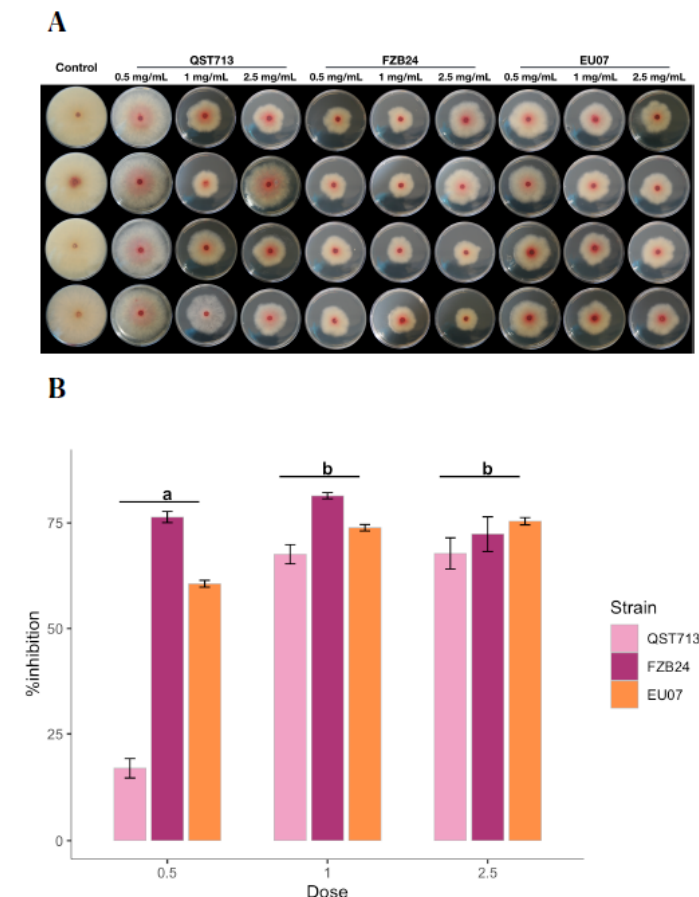 A
Control QST713 FZB24 EU07
0.5 mg/mL 1 mg/mL 2.5 mg/mL 0.5 mg/mL 1 mg/mL 2.5 mg/mL 0.5 mg/mL 1 mg/mL 2.5 mg/mL
B
a b b
75
50
25
0
%inhibition
0.5 1 2.5
Dose
Strain
QST713
FZB24
EU07